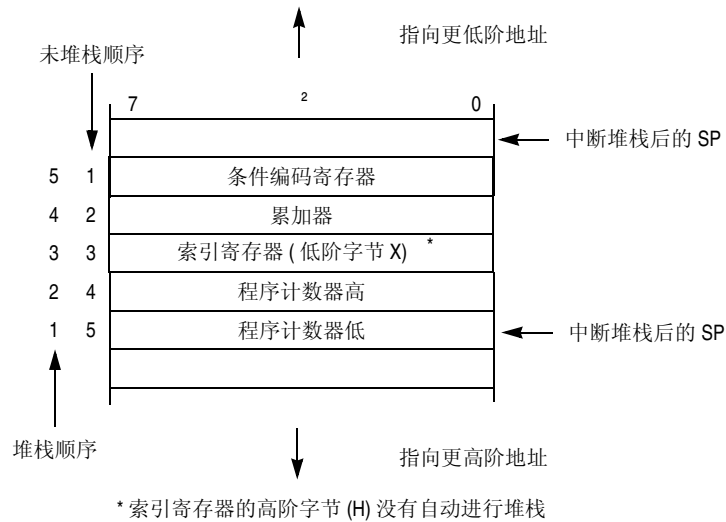 指向更低阶地址
未堆栈顺序
7 ² 0
中断堆栈后的 SP
5 1 条件编码寄存器
4 2 累加器
3 3 索引寄存器 ( 低阶字节 X) *
2 4 程序计数器高
1 5 程序计数器低
中断堆栈后的 SP
堆栈顺序
指向更高阶地址
* 索引寄存器的高阶字节 (H) 没有自动进行堆栈